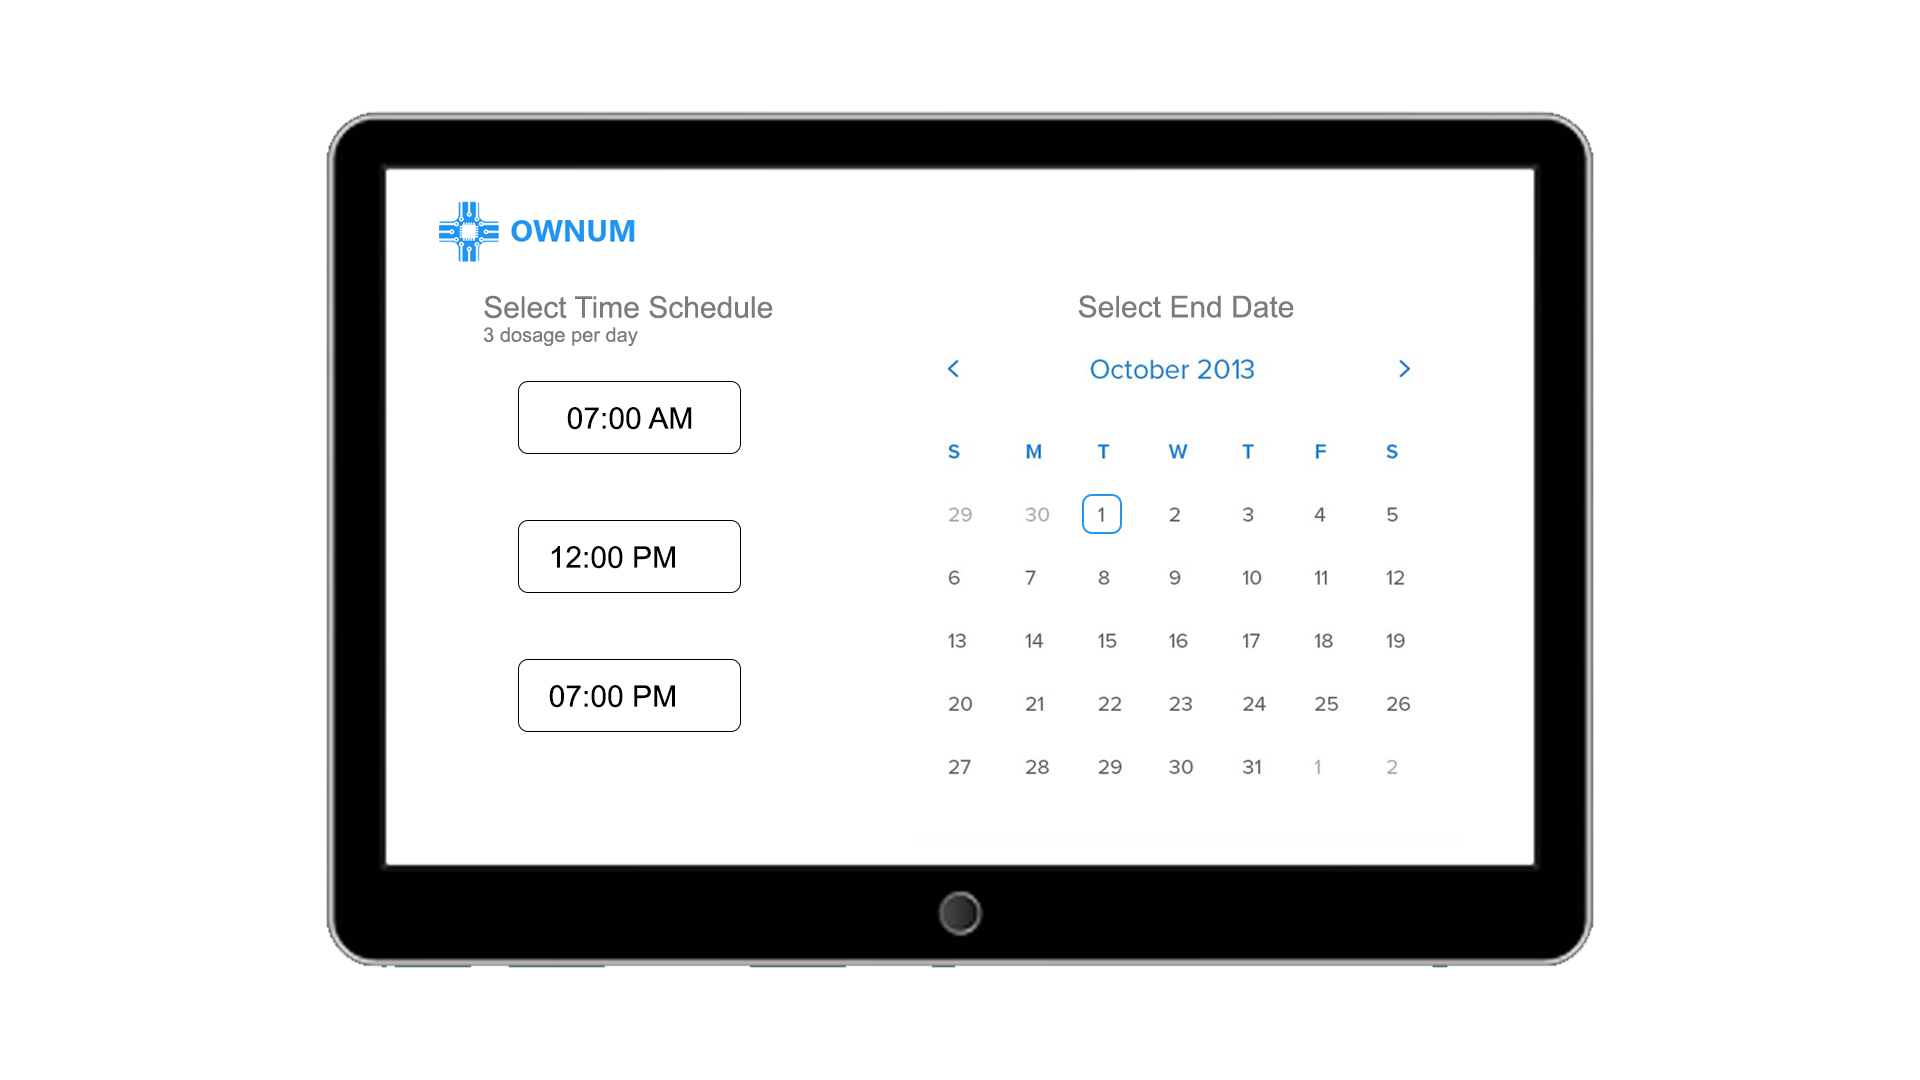 OWNUM
Select Time Schedule
3 dosage per day
07:00 AM
12:00 PM
07:00 PM
Select End Date
< October 2013 >
S M T W T F S
29 30 1 2 3 4 5
6 7 8 9 10 11 12
13 14 15 16 17 18 19
20 21 22 23 24 25 26
27 28 29 30 31 1 2